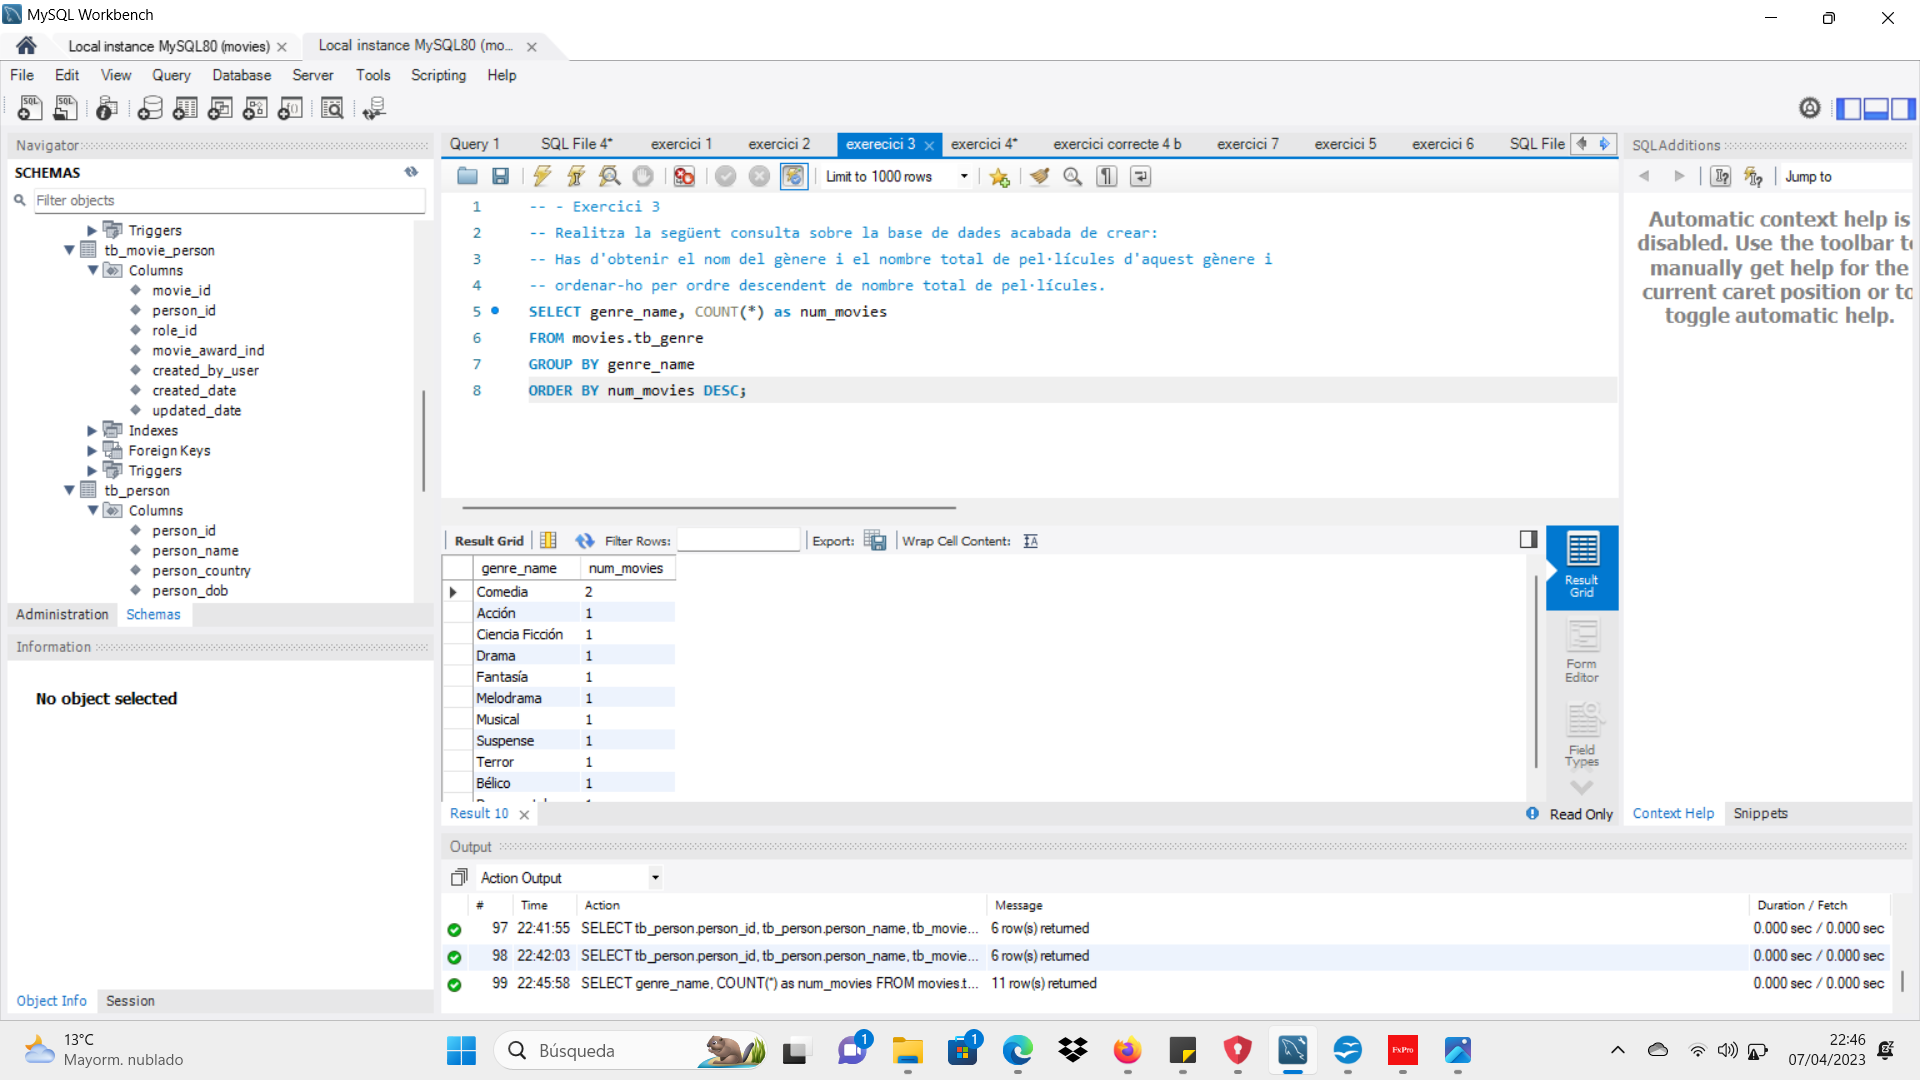 MySQL Workbench
Local instance MySQL80 (movies)
Local instance MySQL80 (mo...
File Edit View Query Database Server Tools Scripting Help
Navigator
SCHEMAS
Filter objects
Triggers
tb_movie_person
Columns
movie_id
person_id
role_id
movie_award_ind
created_by_user
created_date
updated_date
Indexes
Foreign Keys
Triggers
tb_person
Columns
person_id
person_name
person_country
person_dob
Administration Schemas
Information
No object selected
Object Info Session
Query 1 SQL File 4* exercici 1 exercici 2 exerecici 3 exercici 4* exercici correcte 4 b exercici 7 exercici 5 exercici 6 SQL File
Limit to 1000 rows
1 -- - Exercici 3
2 -- Realitza la següent consulta sobre la base de dades acabada de crear:
3 -- Has d'obtenir el nom del gènere i el nombre total de pel·lícules d'aquest gènere i
4 -- ordenar-ho per ordre descendent de nombre total de pel·lícules.
5 SELECT genre_name, COUNT(*) as num_movies
6 FROM movies.tb_genre
7 GROUP BY genre_name
8 ORDER BY num_movies DESC;
Result Grid Filter Rows: Export: Wrap Cell Content:
genre_name num_movies
Comedia 2
Acción 1
Ciencia Ficción 1
Drama 1
Fantasía 1
Melodrama 1
Musical 1
Suspense 1
Terror 1
Bélico 1
Result Grid
Form Editor
Field Types
Result 10
Read Only
SQLAdditions
Jump to
Automatic context help is
disabled. Use the toolbar to
manually get help for the
current caret position or to
toggle automatic help.
Context Help Snippets
Output
Action Output
# Time Action Message Duration / Fetch
97 22:41:55 SELECT tb_person.person_id, tb_person.person_name, tb_movie... 6 row(s) returned 0.000 sec / 0.000 sec
98 22:42:03 SELECT tb_person.person_id, tb_person.person_name, tb_movie... 6 row(s) returned 0.000 sec / 0.000 sec
99 22:45:58 SELECT genre_name, COUNT(*) as num_movies FROM movies.t... 11 row(s) returned 0.000 sec / 0.000 sec
13°C
Mayorm. nublado
Búsqueda
1
1
FxPro
22:46
07/04/2023